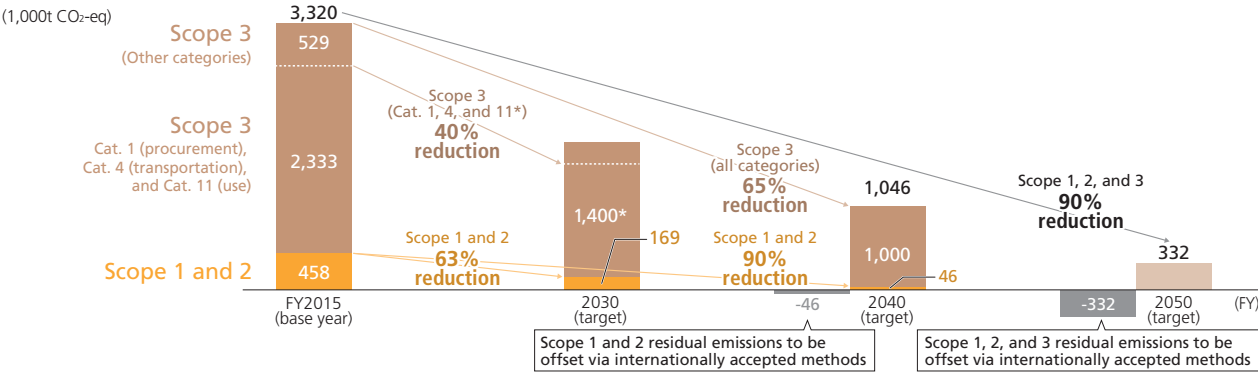 (1,000t CO₂-eq)
3,320
Scope 3
(Other categories)
529
Scope 3
Cat. 1 (procurement),
Cat. 4 (transportation),
and Cat. 11 (use)
2,333
Scope 1 and 2
458
FY2015
(base year)
Scope 3
(Cat. 1, 4, and 11*)
40%
reduction
Scope 1 and 2
63%
reduction
1,400*
169
2030
(target)
Scope 3
(all categories)
65%
reduction
Scope 1 and 2
90%
reduction
1,046
1,000
46
-46
2040
(target)
Scope 1 and 2 residual emissions to be
offset via internationally accepted methods
Scope 1, 2, and 3
90%
reduction
332
-332
2050
(target)
(FY)
Scope 1, 2, and 3 residual emissions to be
offset via internationally accepted methods